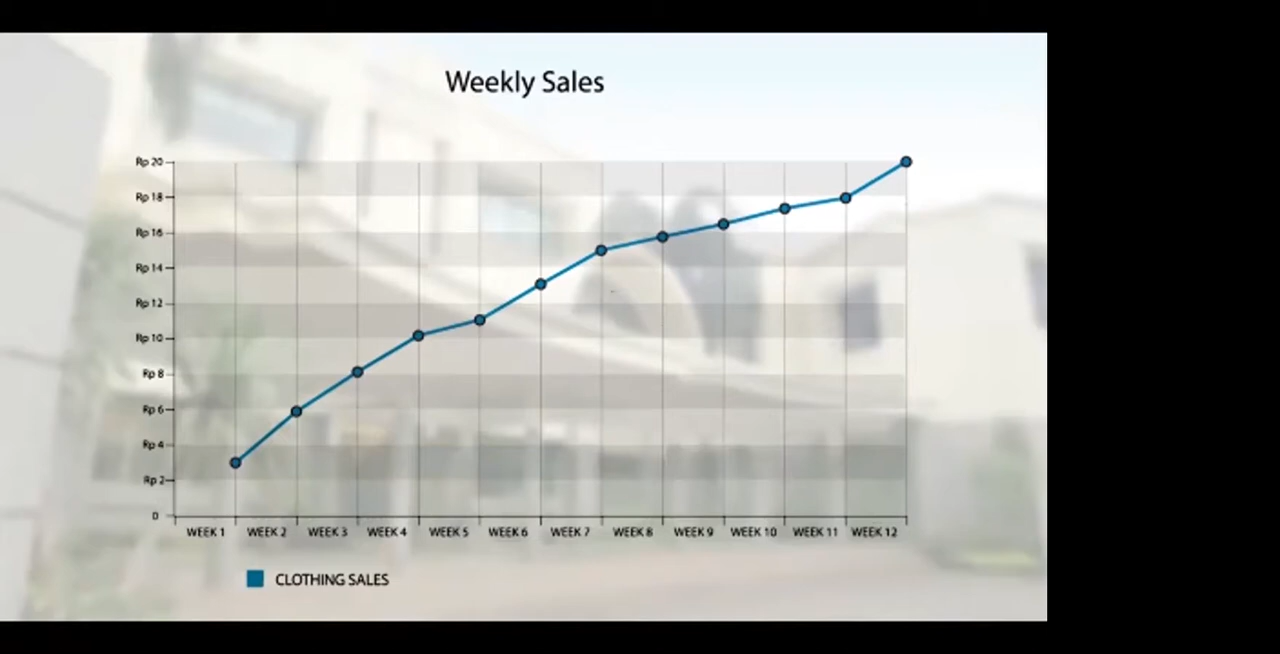 Weekly Sales
Rp 20
Rp 18
Rp 16
Rp 14
Rp 12
Rp 10
Rp 8
Rp 6
Rp 4
Rp 2
0
WEEK 1 WEEK 2 WEEK 3 WEEK 4 WEEK 5 WEEK 6 WEEK 7 WEEK 8 WEEK 9 WEEK 10 WEEK 11 WEEK 12
CLOTHING SALES